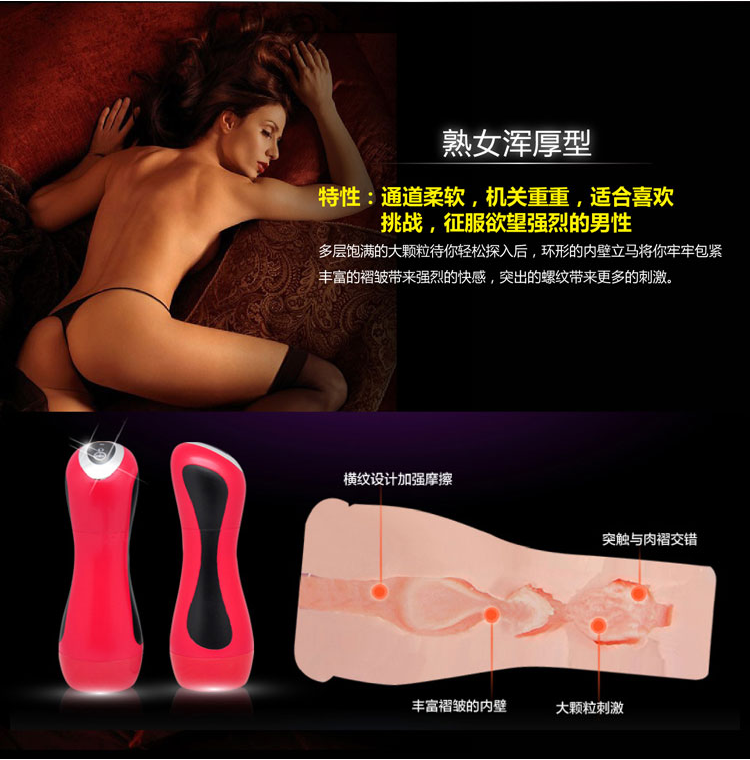 熟女浑厚型
特性：通道柔软，机关重重，适合喜欢
挑战，征服欲望强烈的男性
多层饱满的大颗粒待你轻松探入后，环形的内壁立马将你牢牢包紧
丰富的褶皱带来强烈的快感，突出的螺纹带来更多的刺激。
横纹设计加强摩擦
突触与肉褶交错
丰富褶皱的内壁
大颗粒刺激